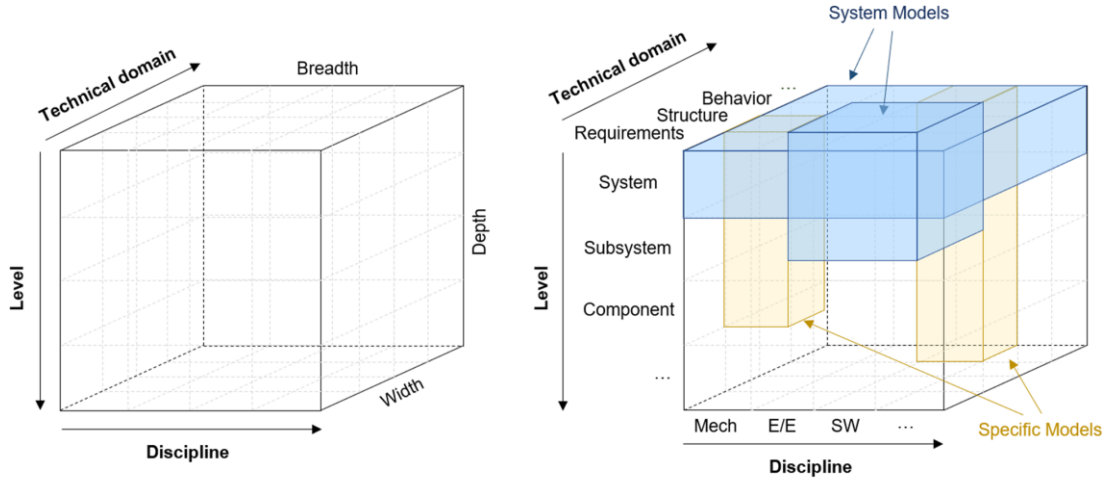 Technical domain
Breadth
Depth
Width
Level
Discipline
System Models
Technical domain
...
Behavior
Structure
Requirements
System
Subsystem
Component
...
Level
Mech E/E SW ...
Specific Models
Discipline